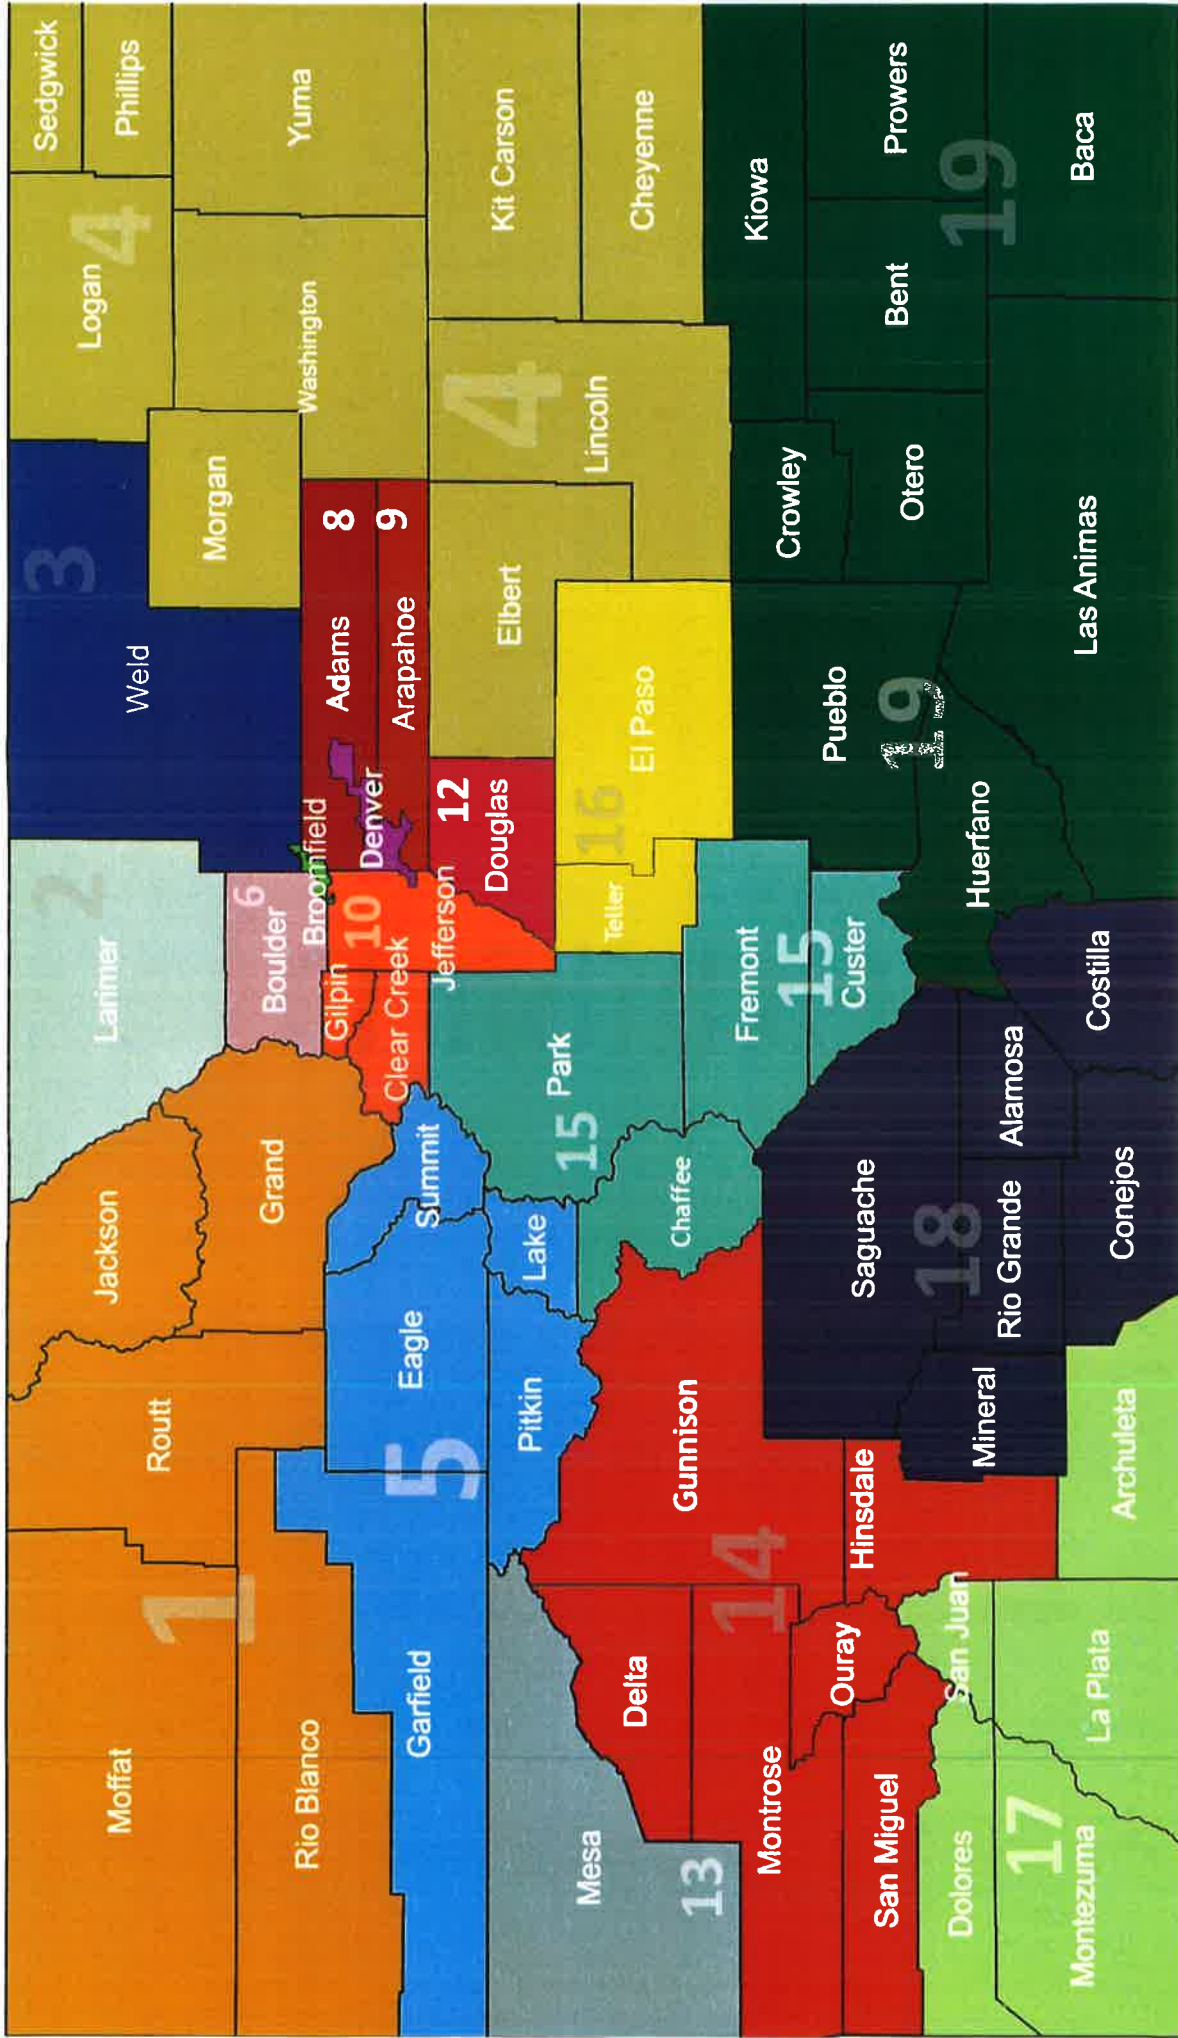 Moffat
Routt
Jackson
Larimer
2
Weld
3
Logan
4
Sedgwick
Phillips
1
Rio Blanco
Grand
Boulder
6
Broomfield
Morgan
Washington
Yuma
Garfield
5
Eagle
Summit
Gilpin
Clear Creek
10
Jefferson
Denver
Adams
8
Arapahoe
9
Mesa
13
Pitkin
Lake
Park
15
Douglas
12
Elbert
Lincoln
4
Kit Carson
Cheyenne
Delta
Gunnison
14
Chaffee
Teller
16
El Paso
Montrose
Ouray
Hinsdale
Saguache
Fremont
15
Custer
Pueblo
19
Crowley
Kiowa
San Miguel
San Juan
Mineral
18
Rio Grande
Alamosa
Huerfano
Otero
Bent
Prowers
19
Dolores
17
Montezuma
La Plata
Archuleta
Conejos
Costilla
Las Animas
Baca